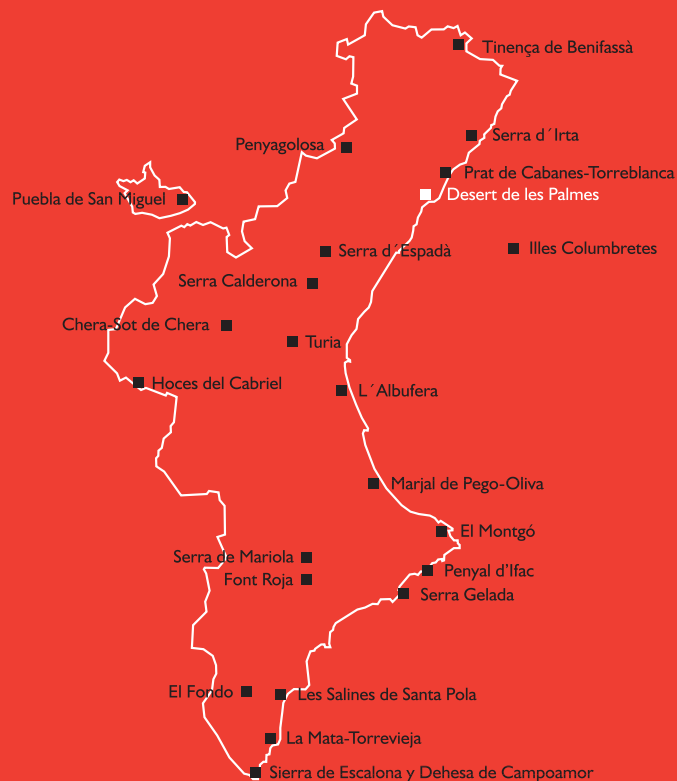 Tinença de Benifassà
Serra d´Irta
Penyagolosa
Prat de Cabanes-Torreblanca
Desert de les Palmes
Puebla de San Miguel
Illes Columbretes
Serra d´Espadà
Serra Calderona
Chera-Sot de Chera
Turia
Hoces del Cabriel
L´Albufera
Marjal de Pego-Oliva
El Montgó
Serra de Mariola
Penyal d'Ifac
Font Roja
Serra Gelada
El Fondo
Les Salines de Santa Pola
La Mata-Torrevieja
Sierra de Escalona y Dehesa de Campoamor